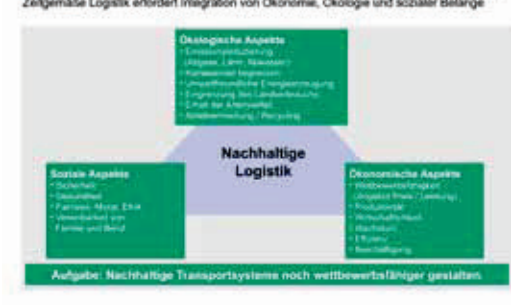 Zeitgemäße Logistik erfordert Integration von Ökonomie, Ökologie und sozialer Belange
Ökologische Aspekte
• Emissionsreduzierung
(Abgase, Lärm, Abwasser)
• Klimawandel begrenzen
• Umweltfreundliche Energieerzeugung
• Eingrenzung des Landverbrauchs
• Erhalt der Artenvielfalt
• Abfallvermeidung / Recycling
Nachhaltige
Logistik
Soziale Aspekte
• Sicherheit
• Gesundheit
• Fairness, Moral, Ethik
• Vereinbarkeit von
Familie und Beruf
Ökonomische Aspekte
• Wettbewerbsfähigkeit
(Angebot Preis / Leistung)
• Produktivität
• Wirtschaftlichkeit
• Wachstum
• Effizienz
• Beschäftigung
Aufgabe: Nachhaltige Transportsysteme noch wettbewerbsfähiger gestalten